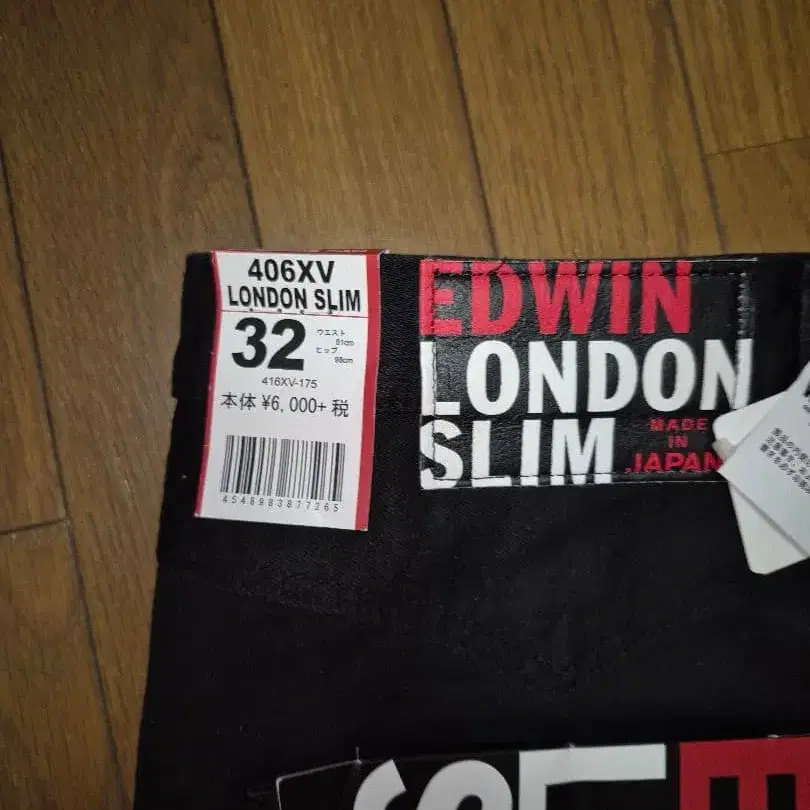 406XV
LONDON SLIM
32
ウエスト
81cm
ヒップ
98cm
416XV-175
本体 ¥6,000+ 税
4548983877265
EDWIN
LONDON
SLIM
MADE
IN
JAPAN